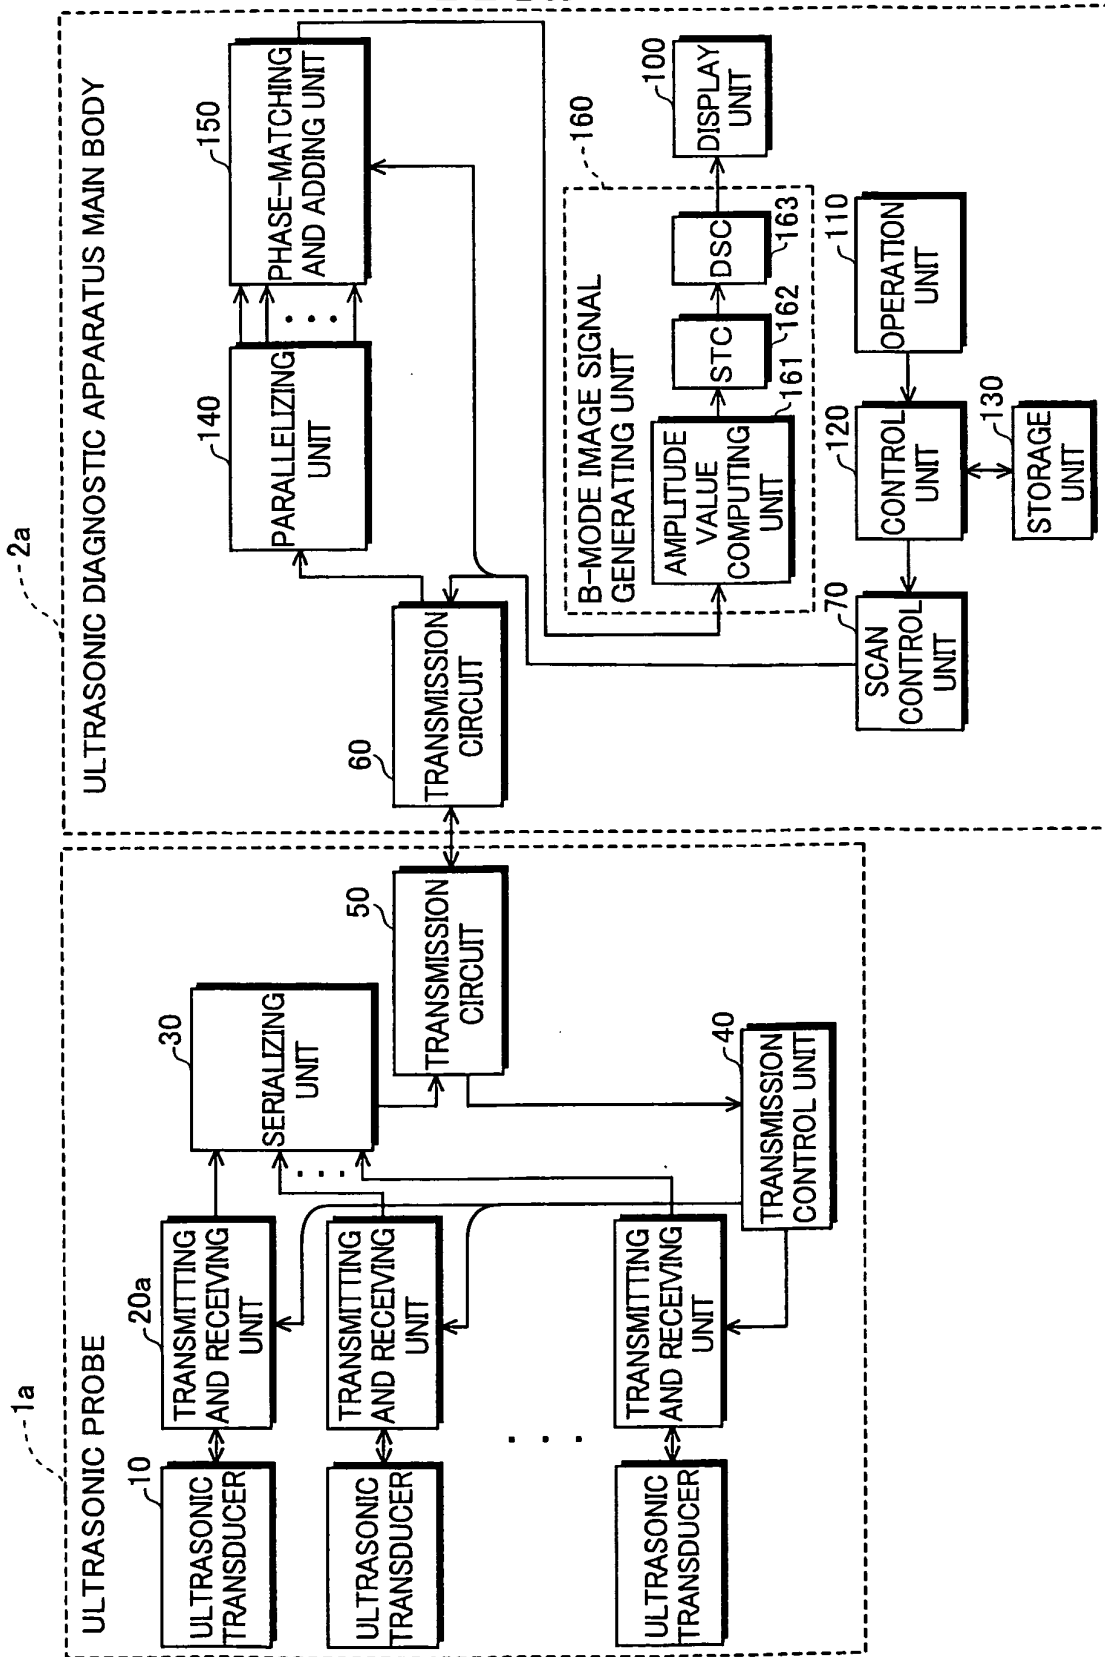 1a
ULTRASONIC PROBE
10
ULTRASONIC
TRANSDUCER
20a
TRANSMITTING
AND RECEIVING
UNIT
ULTRASONIC
TRANSDUCER
TRANSMITTING
AND RECEIVING
UNIT
. . .
ULTRASONIC
TRANSDUCER
TRANSMITTING
AND RECEIVING
UNIT
. . .
30
SERIALIZING
UNIT
50
TRANSMISSION
CIRCUIT
40
TRANSMISSION
CONTROL UNIT
2a
ULTRASONIC DIAGNOSTIC APPARATUS MAIN BODY
60
TRANSMISSION
CIRCUIT
140
PARALLELIZING
UNIT
. . .
150
PHASE-MATCHING
AND ADDING UNIT
B-MODE IMAGE SIGNAL
GENERATING UNIT
160
AMPLITUDE
VALUE
COMPUTING
UNIT
161
STC
162
DSC
163
100
DISPLAY
UNIT
70
SCAN
CONTROL
UNIT
120
CONTROL
UNIT
110
OPERATION
UNIT
130
STORAGE
UNIT